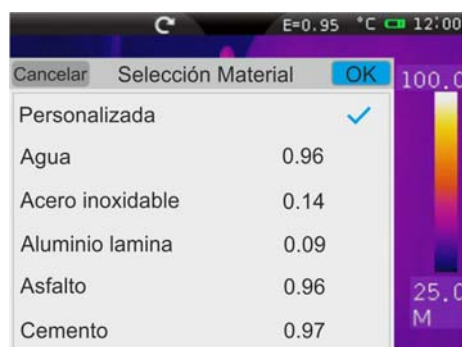 E=0.95 °C 12:00
Cancelar Selección Material OK
100.0
Personalizada
Agua 0.96
Acero inoxidable 0.14
Aluminio lamina 0.09
Asfalto 0.96
25.0
Cemento 0.97
M